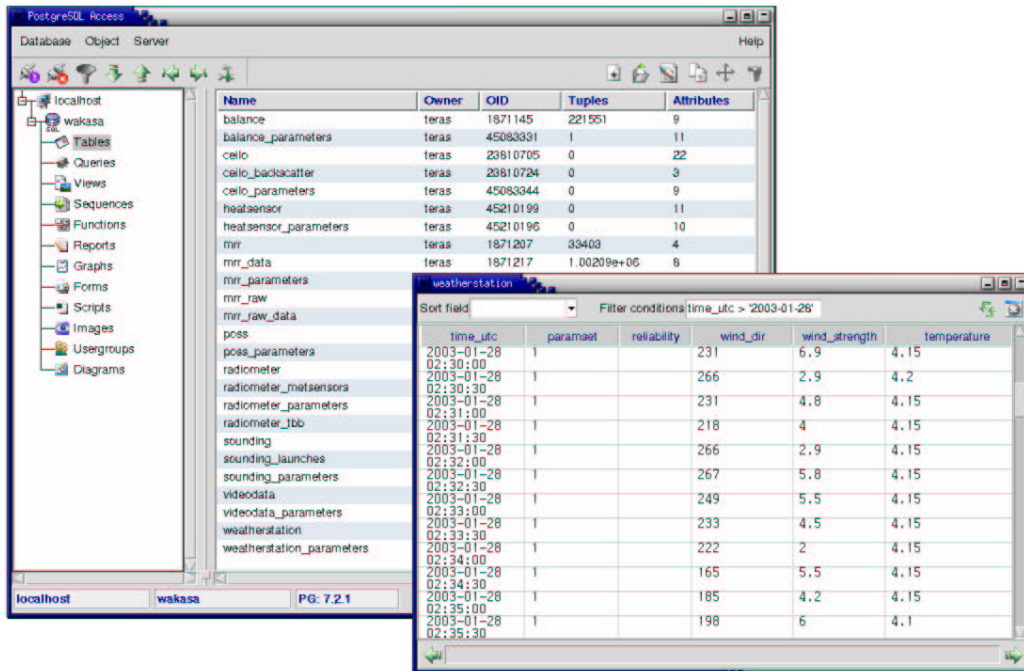 PostgreSQL Access
Database Object Server Help
localhost
wakasa
Tables
Queries
Views
Sequences
Functions
Reports
Graphs
Forms
Scripts
Images
Usergroups
Diagrams
Name Owner OID Tuples Attributes
balance teras 1871145 221551 9
balance_parameters teras 45083331 1 11
ceilo teras 23810705 0 22
ceilo_backscatter teras 23810724 0 3
ceilo_parameters teras 45083344 0 9
heatsensor teras 45210199 0 11
heatsensor_parameters teras 45210196 0 10
mrr teras 1871207 33403 4
mrr_data teras 1871217 1.00209e+06 8
mrr_parameters
mrr_raw
mrr_raw_data
poss
poss_parameters
radiometer
radiometer_metsensors
radiometer_parameters
radiometer_tbb
sounding
sounding_launches
sounding_parameters
videodata
videodata_parameters
weatherstation
weatherstation_parameters
localhost wakasa PG: 7.2.1
weatherstation
Sort field Filter conditions time_utc > '2003-01-28'
time_utc paramset reliability wind_dir wind_strength temperature
2003-01-28 1 231 6.9 4.15
02:30:00
2003-01-28 1 266 2.9 4.2
02:30:30
2003-01-28 1 231 4.8 4.15
02:31:00
2003-01-28 1 218 4 4.15
02:31:30
2003-01-28 1 266 2.9 4.15
02:32:00
2003-01-28 1 267 5.8 4.15
02:32:30
2003-01-28 1 249 5.5 4.15
02:33:00
2003-01-28 1 233 4.5 4.15
02:33:30
2003-01-28 1 222 2 4.15
02:34:00
2003-01-28 1 165 5.5 4.15
02:34:30
2003-01-28 1 185 4.2 4.15
02:35:00
2003-01-28 1 198 6 4.1
02:35:30